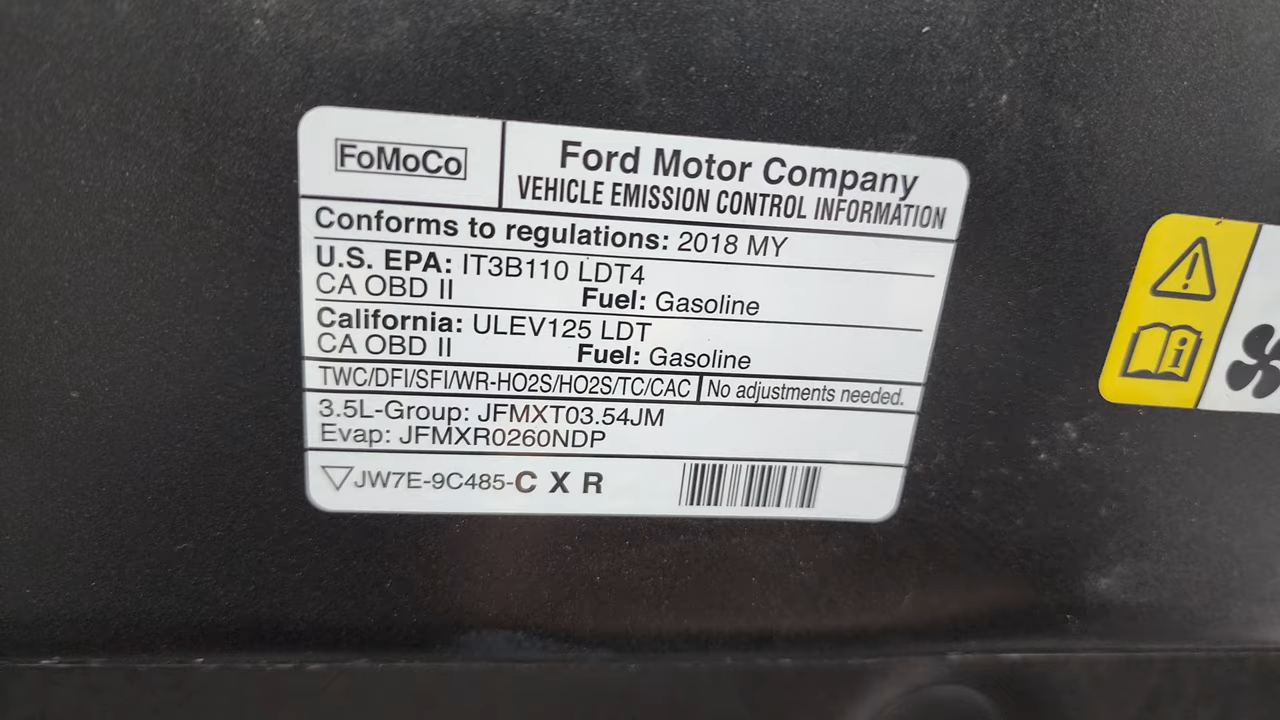 FoMoCo
Ford Motor Company
VEHICLE EMISSION CONTROL INFORMATION
Conforms to regulations: 2018 MY
U.S. EPA: IT3B110 LDT4
CA OBD II Fuel: Gasoline
California: ULEV125 LDT
CA OBD II Fuel: Gasoline
TWC/DFI/SFI/WR-HO2S/HO2S/TC/CAC No adjustments needed.
3.5L-Group: JFMXT03.54JM
Evap: JFMXR0260NDP
JW7E-9C485-C X R